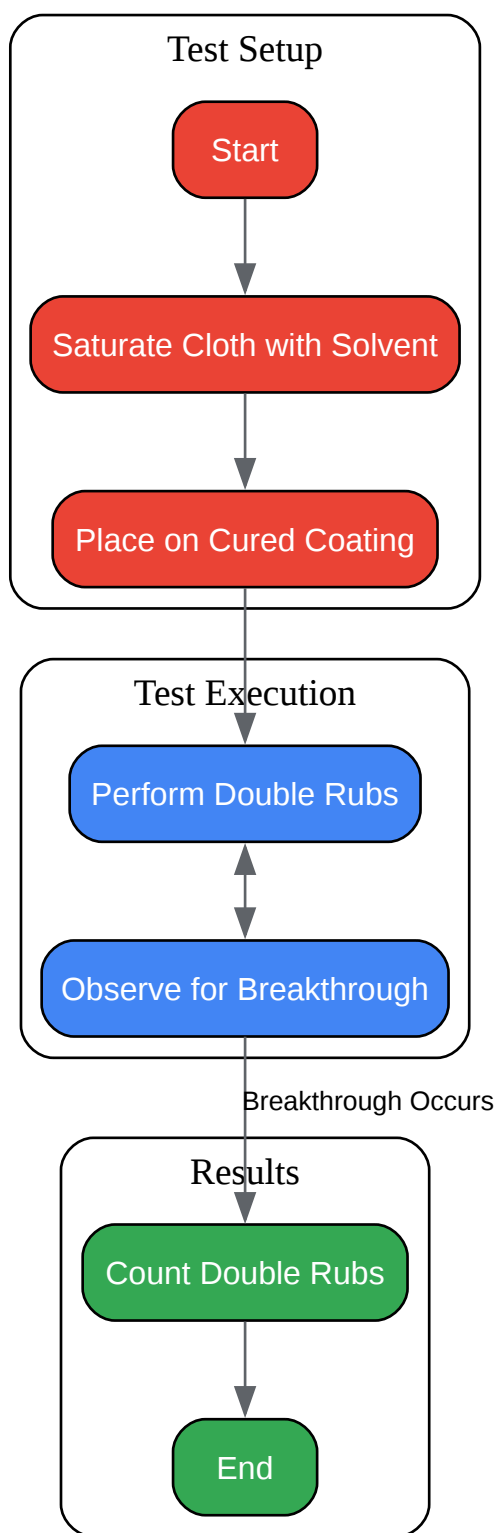 Test Setup
Start
Saturate Cloth with Solvent
Place on Cured Coating
Test Execution
Perform Double Rubs
Observe for Breakthrough
Breakthrough Occurs
Results
Count Double Rubs
End